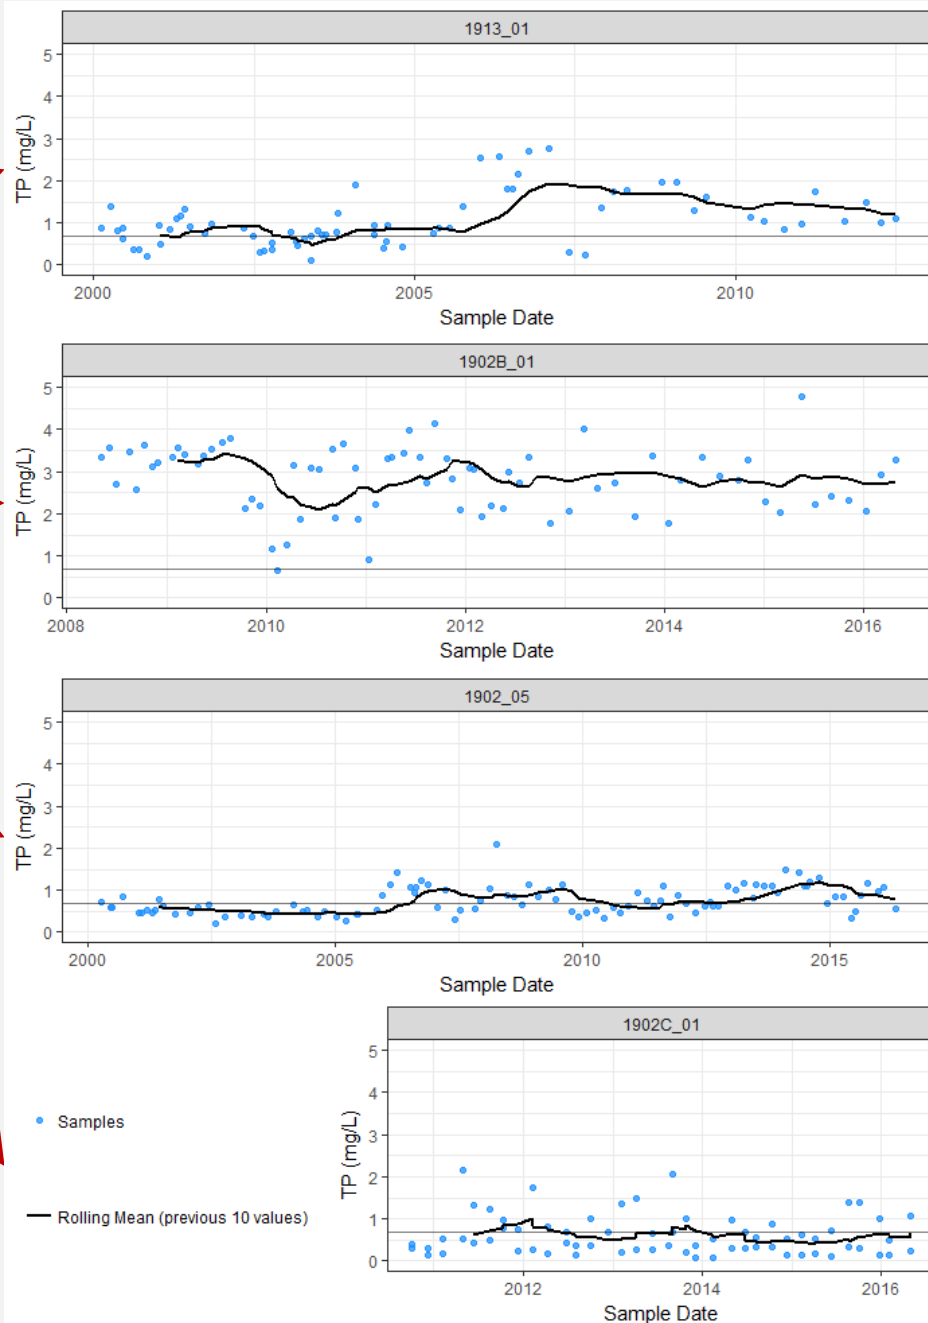 1913_01
5
4
3
2
1
0
TP (mg/L)
2000 2005 2010
Sample Date
1902B_01
5
4
3
2
1
0
TP (mg/L)
2008 2010 2012 2014 2016
Sample Date
1902_05
5
4
3
2
1
0
TP (mg/L)
2000 2005 2010 2015
Sample Date
1902C_01
5
4
3
2
1
0
TP (mg/L)
2012 2014 2016
Sample Date
Samples
Rolling Mean (previous 10 values)